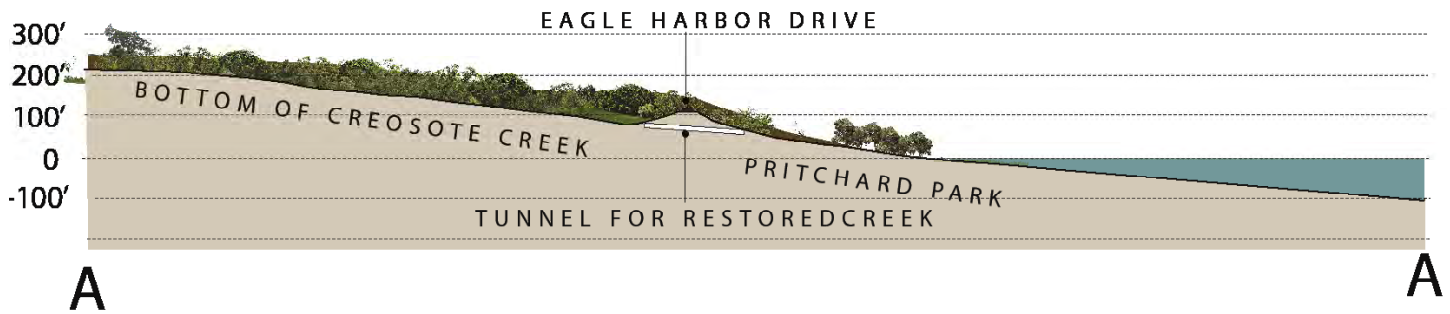 EAGLE HARBOR DRIVE
300'
200'
100'
0
-100'
BOTTOM OF CREOSOTE CREEK
PRITCHARD PARK
TUNNEL FOR RESTOREDCREEK
A
A